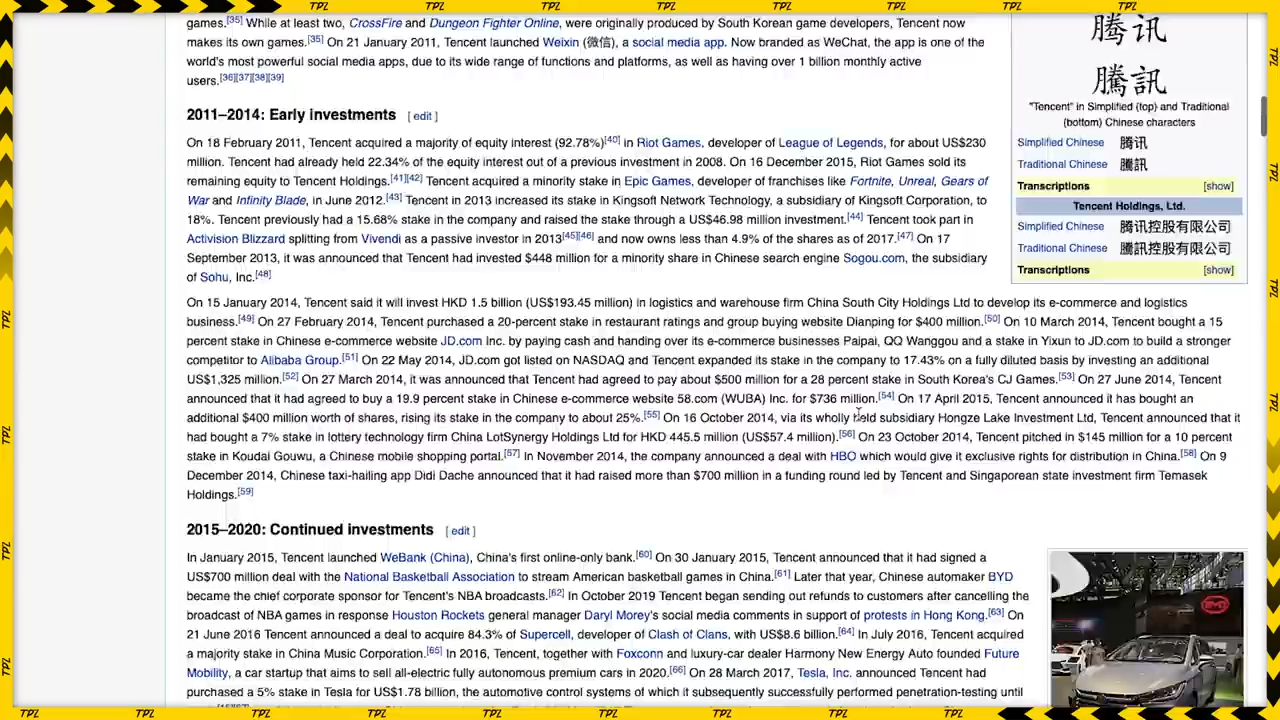 TPZ TPZ TPZ TPZ TPZ TPZ TPZ TPZ
games.[35] While at least two, CrossFire and Dungeon Fighter Online, were originally produced by South Korean game developers, Tencent now
makes its own games.[35] On 21 January 2011, Tencent launched Weixin (微信), a social media app. Now branded as WeChat, the app is one of the
world's most powerful social media apps, due to its wide range of functions and platforms, as well as having over 1 billion monthly active
users.[36][37][38][39]
2011–2014: Early investments [ edit ]
On 18 February 2011, Tencent acquired a majority of equity interest (92.78%)[40] in Riot Games, developer of League of Legends, for about US$230
million. Tencent had already held 22.34% of the equity interest out of a previous investment in 2008. On 16 December 2015, Riot Games sold its
remaining equity to Tencent Holdings.[41][42] Tencent acquired a minority stake in Epic Games, developer of franchises like Fortnite, Unreal, Gears of
War and Infinity Blade, in June 2012.[43] Tencent in 2013 increased its stake in Kingsoft Network Technology, a subsidiary of Kingsoft Corporation, to
18%. Tencent previously had a 15.68% stake in the company and raised the stake through a US$46.98 million investment.[44] Tencent took part in
Activision Blizzard splitting from Vivendi as a passive investor in 2013[45][46] and now owns less than 4.9% of the shares as of 2017.[47] On 17
September 2013, it was announced that Tencent had invested $448 million for a minority share in Chinese search engine Sogou.com, the subsidiary
of Sohu, Inc.[48]
腾讯
騰訊
"Tencent" in Simplified (top) and Traditional
(bottom) Chinese characters
Simplified Chinese 腾讯
Traditional Chinese 騰訊
Transcriptions [show]
Tencent Holdings, Ltd.
Simplified Chinese 腾讯控股有限公司
Traditional Chinese 騰訊控股有限公司
Transcriptions [show]
On 15 January 2014, Tencent said it will invest HKD 1.5 billion (US$193.45 million) in logistics and warehouse firm China South City Holdings Ltd to develop its e-commerce and logistics
business.[49] On 27 February 2014, Tencent purchased a 20-percent stake in restaurant ratings and group buying website Dianping for $400 million.[50] On 10 March 2014, Tencent bought a 15
percent stake in Chinese e-commerce website JD.com Inc. by paying cash and handing over its e-commerce businesses Paipai, QQ Wanggou and a stake in Yixun to JD.com to build a stronger
competitor to Alibaba Group.[51] On 22 May 2014, JD.com got listed on NASDAQ and Tencent expanded its stake in the company to 17.43% on a fully diluted basis by investing an additional
US$1,325 million.[52] On 27 March 2014, it was announced that Tencent had agreed to pay about $500 million for a 28 percent stake in South Korea's CJ Games.[53] On 27 June 2014, Tencent
announced that it had agreed to buy a 19.9 percent stake in Chinese e-commerce website 58.com (WUBA) Inc. for $736 million.[54] On 17 April 2015, Tencent announced it has bought an
additional $400 million worth of shares, rising its stake in the company to about 25%.[55] On 16 October 2014, via its wholly held subsidiary Hongze Lake Investment Ltd, Tencent announced that it
had bought a 7% stake in lottery technology firm China LotSynergy Holdings Ltd for HKD 445.5 million (US$57.4 million).[56] On 23 October 2014, Tencent pitched in $145 million for a 10 percent
stake in Koudai Gouwu, a Chinese mobile shopping portal.[57] In November 2014, the company announced a deal with HBO which would give it exclusive rights for distribution in China.[58] On 9
December 2014, Chinese taxi-hailing app Didi Dache announced that it had raised more than $700 million in a funding round led by Tencent and Singaporean state investment firm Temasek
Holdings.[59]
2015–2020: Continued investments [ edit ]
In January 2015, Tencent launched WeBank (China), China's first online-only bank.[60] On 30 January 2015, Tencent announced that it had signed a
US$700 million deal with the National Basketball Association to stream American basketball games in China.[61] Later that year, Chinese automaker BYD
became the chief corporate sponsor for Tencent's NBA broadcasts.[62] In October 2019 Tencent began sending out refunds to customers after cancelling the
broadcast of NBA games in response Houston Rockets general manager Daryl Morey's social media comments in support of protests in Hong Kong.[63] On
21 June 2016 Tencent announced a deal to acquire 84.3% of Supercell, developer of Clash of Clans, with US$8.6 billion.[64] In July 2016, Tencent acquired
a majority stake in China Music Corporation.[65] In 2016, Tencent, together with Foxconn and luxury-car dealer Harmony New Energy Auto founded Future
Mobility, a car startup that aims to sell all-electric fully autonomous premium cars in 2020.[66] On 28 March 2017, Tesla, Inc. announced Tencent had
purchased a 5% stake in Tesla for US$1.78 billion, the automotive control systems of which it subsequently successfully performed penetration-testing until
BYD
TPZ
TPZ
TPZ
TPZ
TPZ
TPZ
TPZ
TPZ TPZ TPZ TPZ TPZ TPZ TPZ TPZ